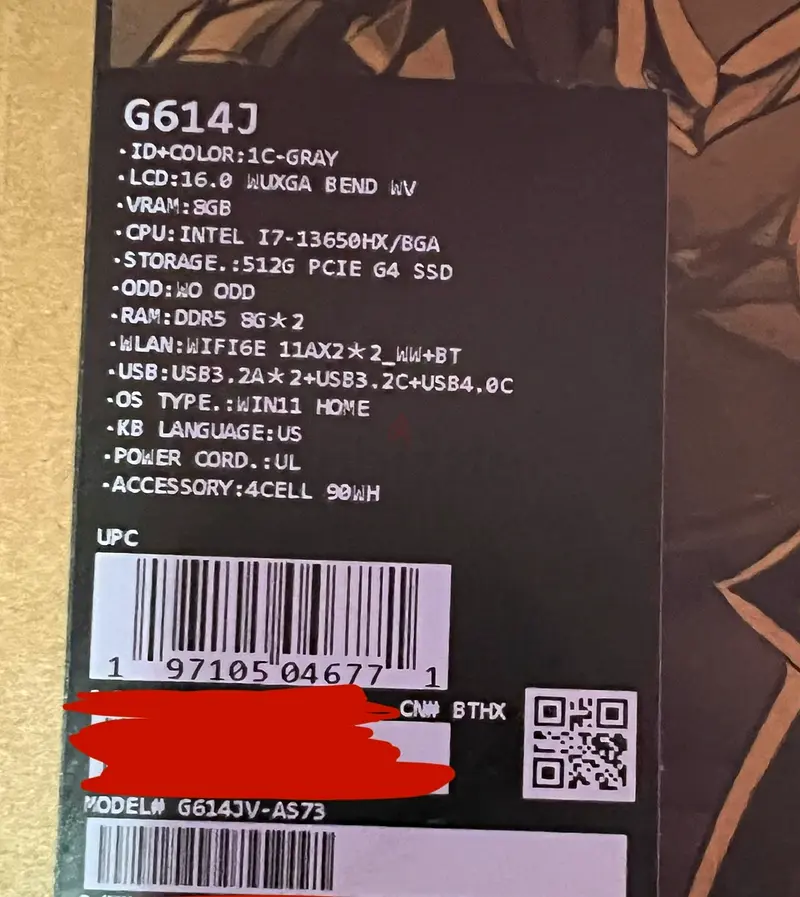 G614J
·ID+COLOR:1C-GRAY
·LCD:16.0 WUXGA BEND WV
·VRAM:8GB
·CPU:INTEL I7-13650HX/BGA
·STORAGE.:512G PCIE G4 SSD
·ODD:WO ODD
·RAM:DDR5 8G*2
·WLAN:WIFI6E 11AX2*2_WW+BT
·USB:USB3.2A*2+USB3.2C+USB4.0C
·OS TYPE.:WIN11 HOME
·KB LANGUAGE:US
·POWER CORD.:UL
·ACCESSORY:4CELL 90WH
UPC
1 97105 04677 1
CN# BTHX
MODEL# G614JV-AS73